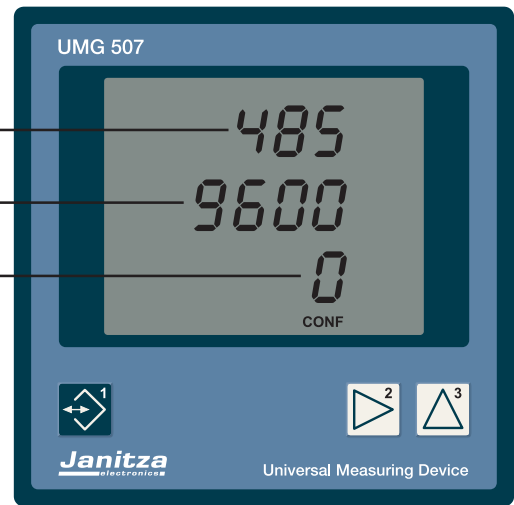 UMG 507
485
9600
0
CONF
1
2
3
Janitza
electronics
Universal Measuring Device